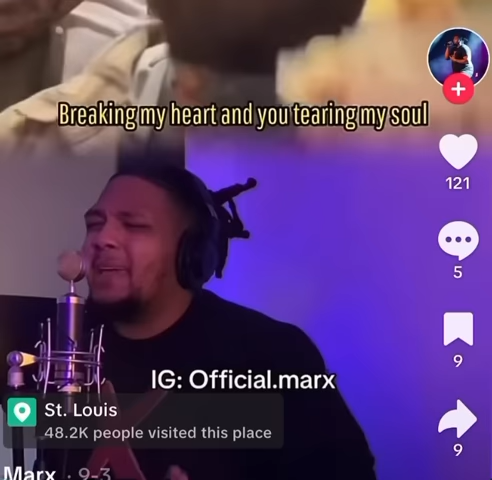 Breaking my heart and you tearing my soul
121
5
IG: Official.marx
9
St. Louis
48.2K people visited this place
9
Marx · 9-3